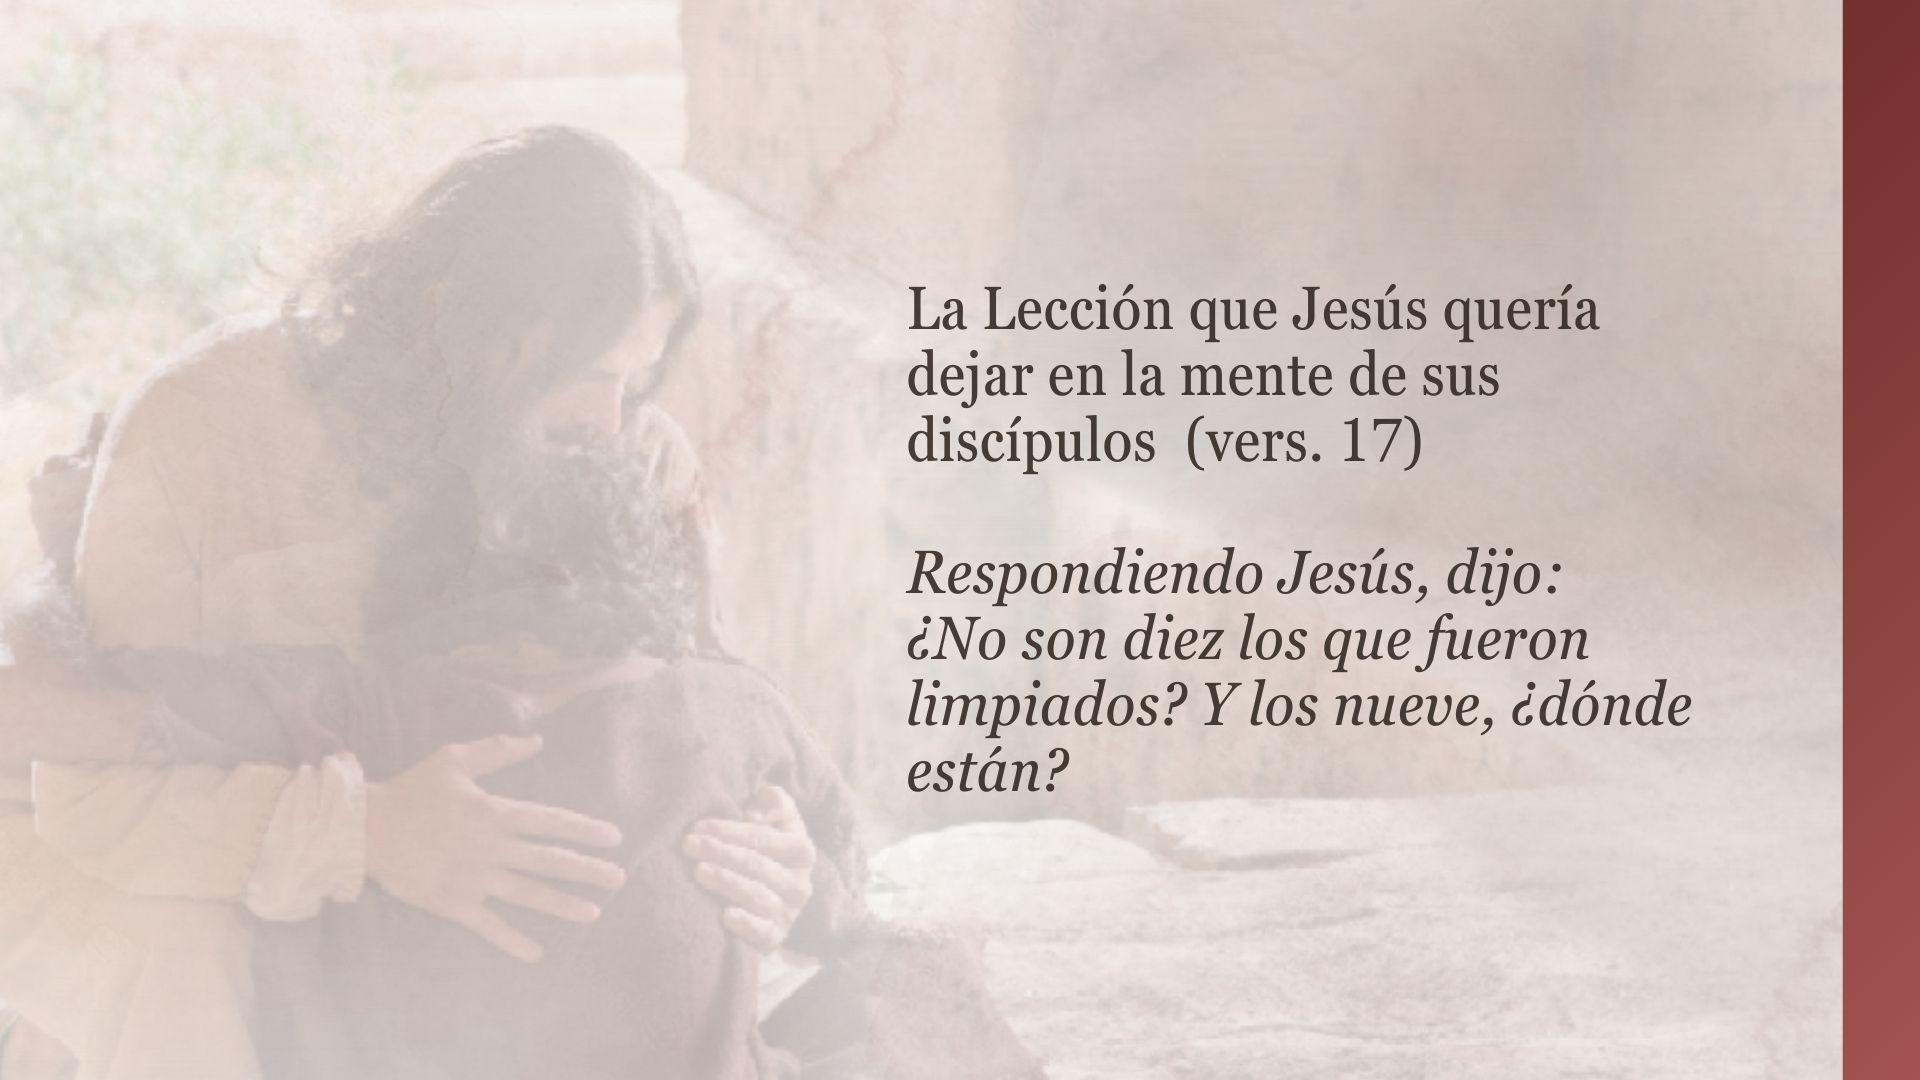 La Lección que Jesús quería
dejar en la mente de sus
discípulos  (vers. 17)
Respondiendo Jesús, dijo:
¿No son diez los que fueron
limpiados? Y los nueve, ¿dónde
están?